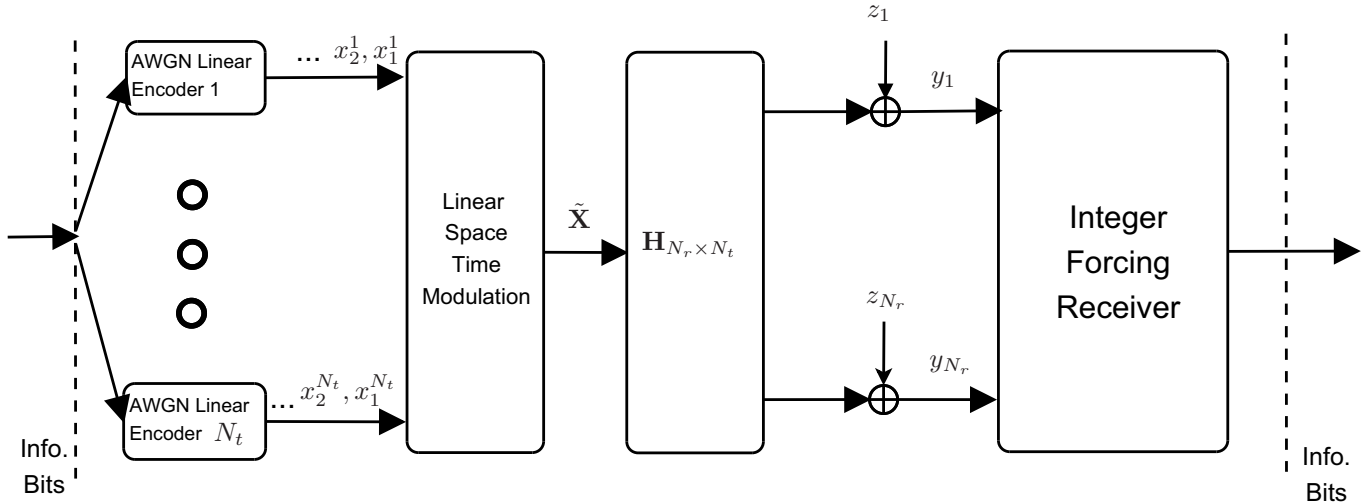 Info.
Bits
AWGN Linear
Encoder 1
... x_2^1, x_1^1
AWGN Linear
Encoder N_t
... x_2^{N_t}, x_1^{N_t}
Linear
Space
Time
Modulation
X̃
H_{N_r×N_t}
z_1
y_1
z_{N_r}
y_{N_r}
Integer
Forcing
Receiver
Info.
Bits